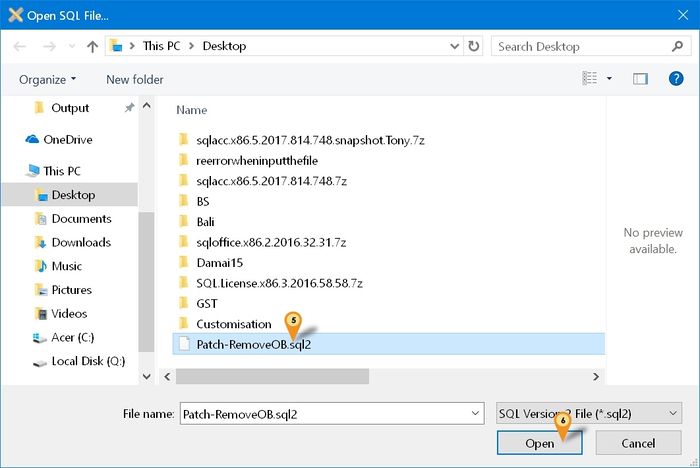 Open SQL File...
This PC
Desktop
Search Desktop
Organize
New folder
?
Output
OneDrive
This PC
Desktop
Documents
Downloads
Music
Pictures
Videos
Acer (C:)
Local Disk (Q:)
Name
sqlacc.x86.5.2017.814.748.snapshot.Tony.7z
reerrorwheninputthefile
sqlacc.x86.5.2017.814.748.7z
BS
Bali
sqloffice.x86.2.2016.32.31.7z
Damai15
SQL.License.x86.3.2016.58.58.7z
GST
Customisation
5
Patch-RemoveOB.sql2
No preview
available.
File name:
Patch-RemoveOB.sql2
SQL Version 2 File (*.sql2)
6
Open
Cancel